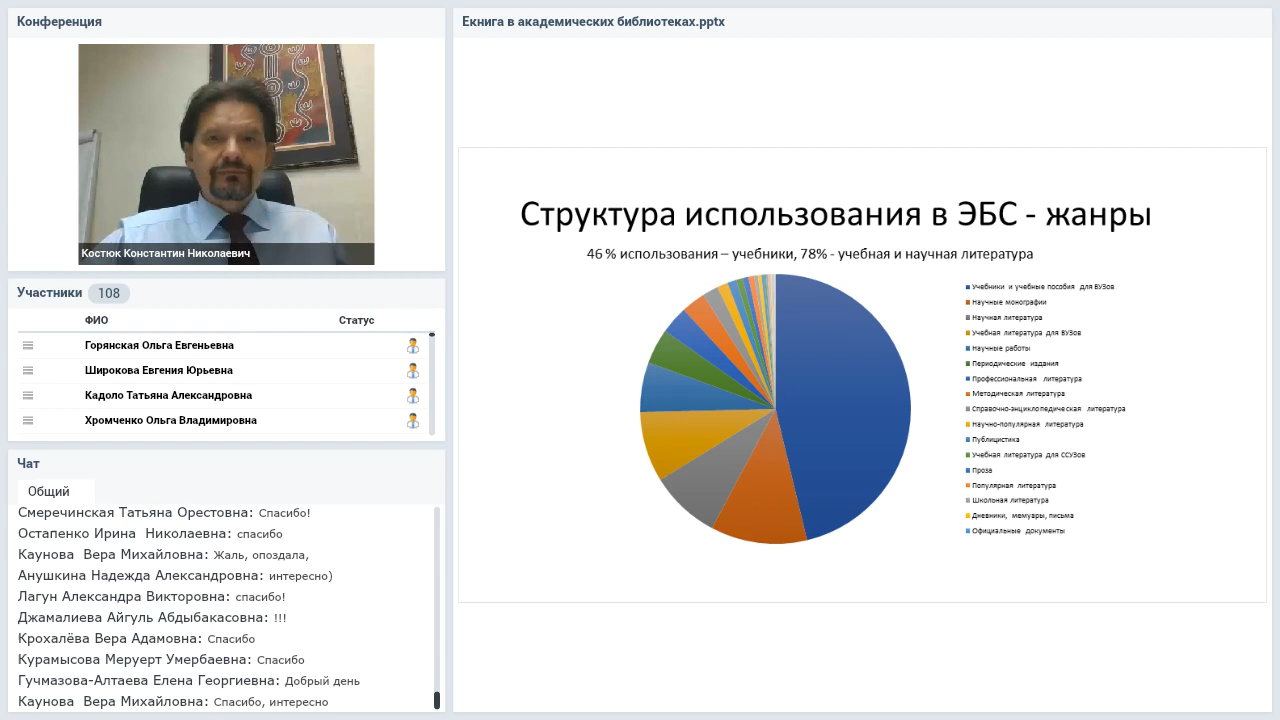 Конференция
Костюк Константин Николаевич
Участники 108
ФИО Статус
Горянская Ольга Евгеньевна
Широкова Евгения Юрьевна
Кадоло Татьяна Александровна
Хромченко Ольга Владимировна
Чат
Общий
Смеречинская Татьяна Орестовна: Спасибо!
Остапенко Ирина Николаевна: спасибо
Каунова Вера Михайловна: Жаль, опоздала,
Анушкина Надежда Александровна: интересно)
Лагун Александра Викторовна: спасибо!
Джамалиева Айгуль Абдыбакасовна: !!!
Крохалёва Вера Адамовна: Спасибо
Курамысова Меруерт Умербаевна: Спасибо
Гучмазова-Алтаева Елена Георгиевна: Добрый день
Каунова Вера Михайловна: Спасибо, интересно
Екнига в академических библиотеках.pptx
Структура использования в ЭБС - жанры
46 % использования – учебники, 78% - учебная и научная литература
Учебники и учебные пособия для ВУЗов
Научные монографии
Научная литература
Учебная литература для ВУЗов
Научные работы
Периодические издания
Профессиональная литература
Методическая литература
Справочно-энциклопедическая литература
Научно-популярная литература
Публицистика
Учебная литература для ССУЗов
Проза
Популярная литература
Школьная литература
Дневники, мемуары, письма
Официальные документы